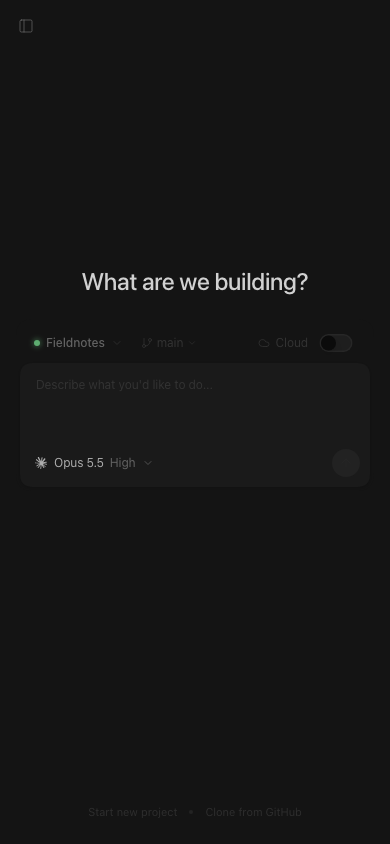 What are we building?
Fieldnotes main Cloud
Describe what you'd like to do...
Opus 5.5 High
Start new project • Clone from GitHub